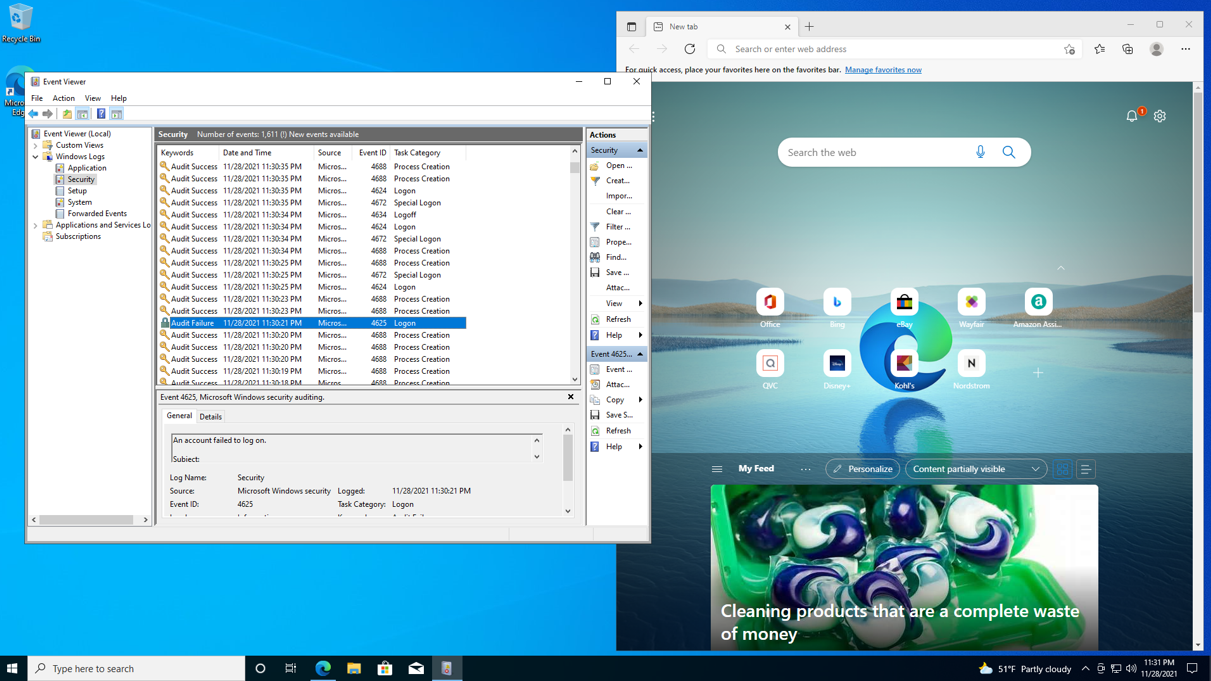 Recycle Bin
Micros...
Edge
Event Viewer
File Action View Help
Event Viewer (Local)
Custom Views
Windows Logs
Application
Security
Setup
System
Forwarded Events
Applications and Services Lo
Subscriptions
Security Number of events: 1,611 (!) New events available
Keywords Date and Time Source Event ID Task Category
Audit Success 11/28/2021 11:30:35 PM Micros... 4688 Process Creation
Audit Success 11/28/2021 11:30:35 PM Micros... 4688 Process Creation
Audit Success 11/28/2021 11:30:35 PM Micros... 4624 Logon
Audit Success 11/28/2021 11:30:35 PM Micros... 4672 Special Logon
Audit Success 11/28/2021 11:30:34 PM Micros... 4634 Logoff
Audit Success 11/28/2021 11:30:34 PM Micros... 4624 Logon
Audit Success 11/28/2021 11:30:34 PM Micros... 4672 Special Logon
Audit Success 11/28/2021 11:30:34 PM Micros... 4688 Process Creation
Audit Success 11/28/2021 11:30:25 PM Micros... 4688 Process Creation
Audit Success 11/28/2021 11:30:25 PM Micros... 4672 Special Logon
Audit Success 11/28/2021 11:30:25 PM Micros... 4624 Logon
Audit Success 11/28/2021 11:30:23 PM Micros... 4688 Process Creation
Audit Success 11/28/2021 11:30:23 PM Micros... 4688 Process Creation
Audit Failure 11/28/2021 11:30:21 PM Micros... 4625 Logon
Audit Success 11/28/2021 11:30:20 PM Micros... 4688 Process Creation
Audit Success 11/28/2021 11:30:20 PM Micros... 4688 Process Creation
Audit Success 11/28/2021 11:30:20 PM Micros... 4688 Process Creation
Audit Success 11/28/2021 11:30:19 PM Micros... 4688 Process Creation
Audit Success 11/28/2021 11:30:18 PM Micros... 4688 Process Creation
Event 4625, Microsoft Windows security auditing.
General Details
An account failed to log on.
Subject:
Log Name: Security
Source: Microsoft Windows security Logged: 11/28/2021 11:30:21 PM
Event ID: 4625 Task Category: Logon
Actions
Security
Open ...
Creat...
Impor...
Clear ...
Filter ...
Prope...
Find...
Save ...
Attac...
View
Refresh
Help
Event 4625...
Event ...
Attac...
Copy
Save S...
Refresh
Help
New tab
Search or enter web address
For quick access, place your favorites here on the favorites bar. Manage favorites now
1
Search the web
Office Bing eBay Wayfair Amazon Assi...
QVC Disney+ Kohl's Nordstrom
My Feed ... Personalize Content partially visible
Cleaning products that are a complete waste
of money
Type here to search
51°F Partly cloudy
11:31 PM
11/28/2021